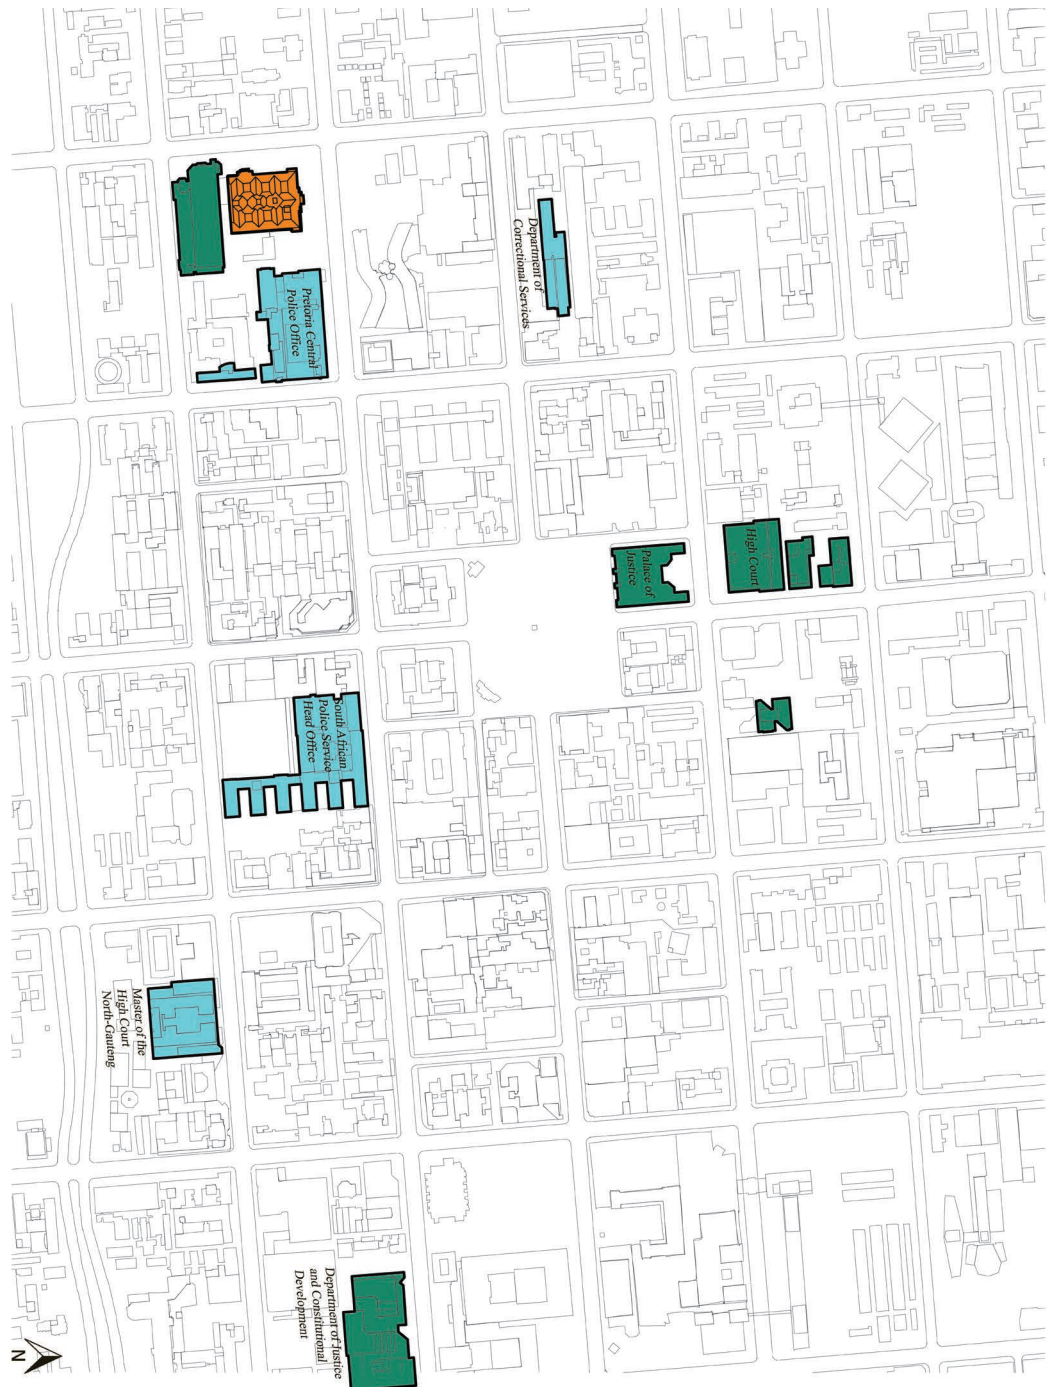 Department of
Correctional Services
Pretoria Central
Police Office
High Court
Palace of
Justice
South African
Police Service
Head Office
Master of the
High Court
North-Gauteng
Department of Justice
and Constitutional
Development
N